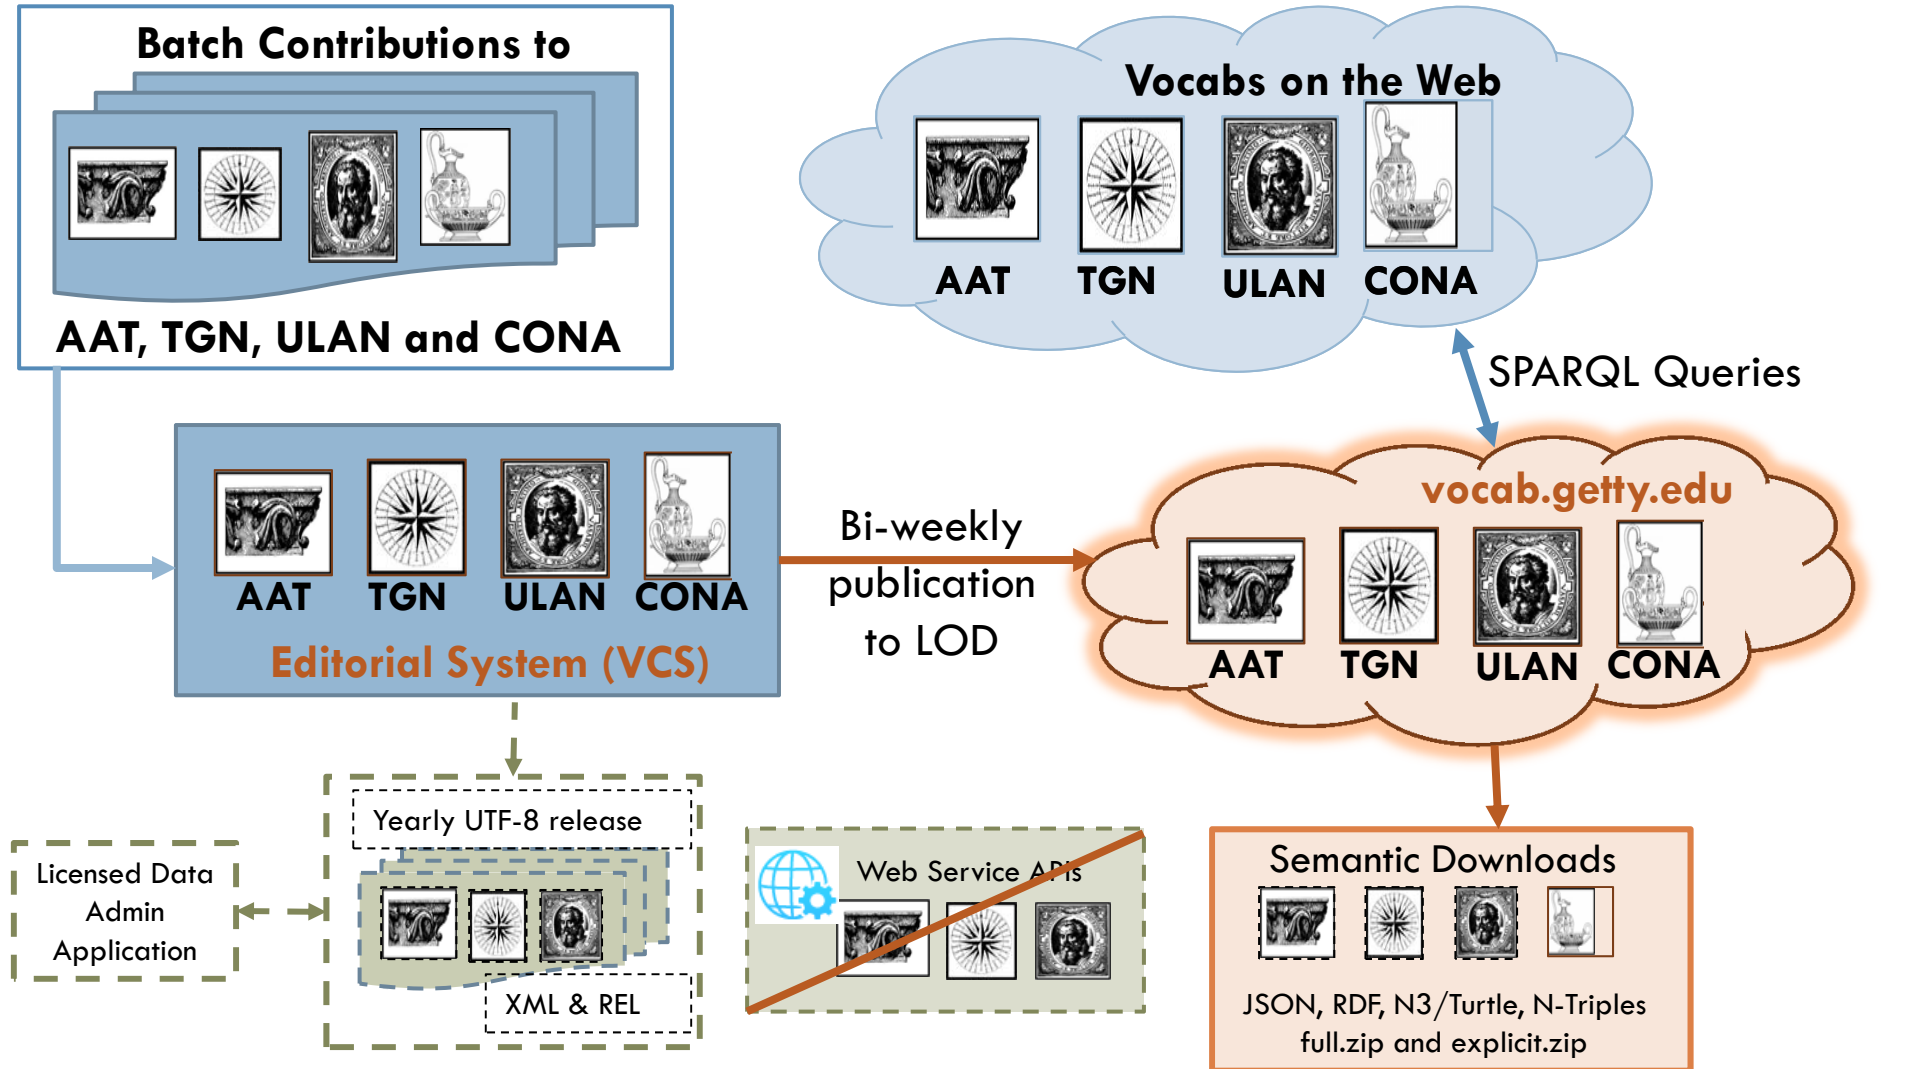 Batch Contributions to
AAT, TGN, ULAN and CONA
Vocabs on the Web
AAT TGN ULAN CONA
SPARQL Queries
AAT TGN ULAN CONA
Editorial System (VCS)
Bi-weekly
publication
to LOD
vocab.getty.edu
AAT TGN ULAN CONA
Licensed Data
Admin
Application
Yearly UTF-8 release
XML & REL
Web Service APIs
Semantic Downloads
JSON, RDF, N3/Turtle, N-Triples
full.zip and explicit.zip